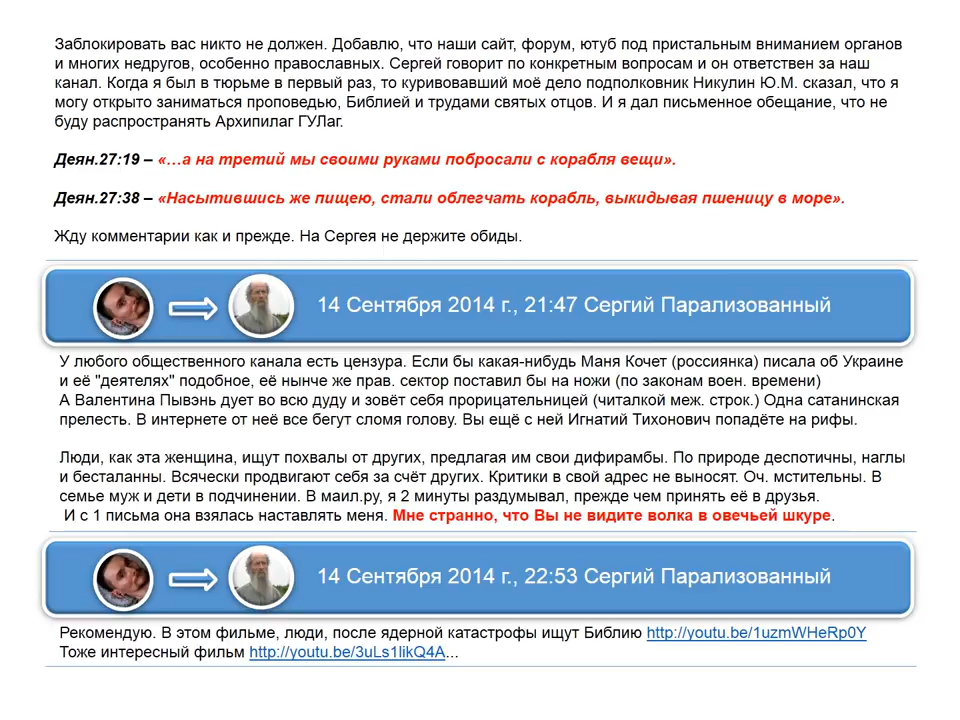 Заблокировать вас никто не должен. Добавлю, что наши сайт, форум, ютуб под пристальным вниманием органов
и многих недругов, особенно православных. Сергей говорит по конкретным вопросам и он ответствен за наш
канал. Когда я был в тюрьме в первый раз, то куривовавший моё дело подполковник Никулин Ю.М. сказал, что я
могу открыто заниматься проповедью, Библией и трудами святых отцов. И я дал письменное обещание, что не
буду распространять Архипилаг ГУЛаг.
Деян.27:19 – «…а на третий мы своими руками побросали с корабля вещи».
Деян.27:38 – «Насытившись же пищею, стали облегчать корабль, выкидывая пшеницу в море».
Жду комментарии как и прежде. На Сергея не держите обиды.
14 Сентября 2014 г., 21:47 Сергий Парализованный
У любого общественного канала есть цензура. Если бы какая-нибудь Маня Кочет (россиянка) писала об Украине
и её "деятелях" подобное, её нынче же прав. сектор поставил бы на ножи (по законам воен. времени)
А Валентина Пывэнь дует во всю дуду и зовёт себя прорицательницей (читалкой меж. строк.) Одна сатанинская
прелесть. В интернете от неё все бегут сломя голову. Вы ещё с ней Игнатий Тихонович попадёте на рифы.
Люди, как эта женщина, ищут похвалы от других, предлагая им свои дифирамбы. По природе деспотичны, наглы
и бесталанны. Всячески продвигают себя за счёт других. Критики в свой адрес не выносят. Оч. мстительны. В
семье муж и дети в подчинении. В маил.ру, я 2 минуты раздумывал, прежде чем принять её в друзья.
И с 1 письма она взялась наставлять меня. Мне странно, что Вы не видите волка в овечьей шкуре.
14 Сентября 2014 г., 22:53 Сергий Парализованный
Рекомендую. В этом фильме, люди, после ядерной катастрофы ищут Библию http://youtu.be/1uzmWHeRp0Y
Тоже интересный фильм http://youtu.be/3uLs1likQ4A...